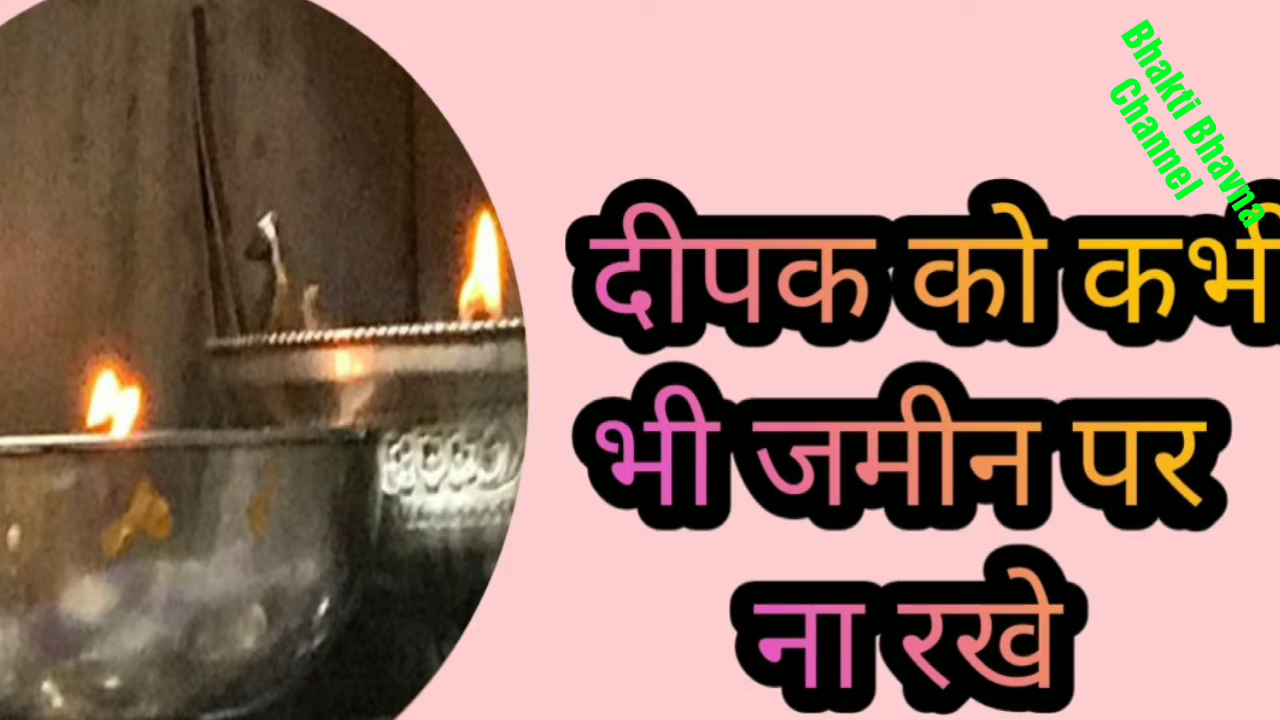 Bhakti Bhavna
Channel
दीपक को कभी
भी जमीन पर
ना रखे